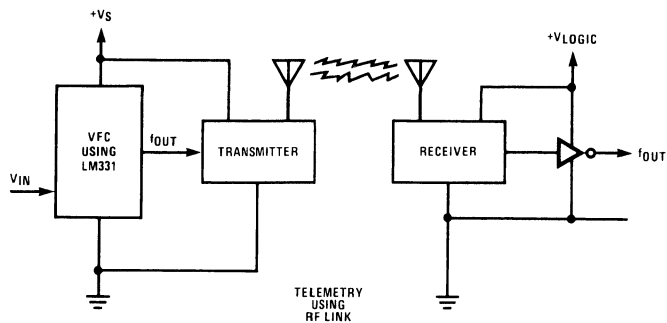 +VS
+VLOGIC
VFC
USING
LM331
fOUT
TRANSMITTER
RECEIVER
fOUT
VIN
TELEMETRY
USING
RF LINK